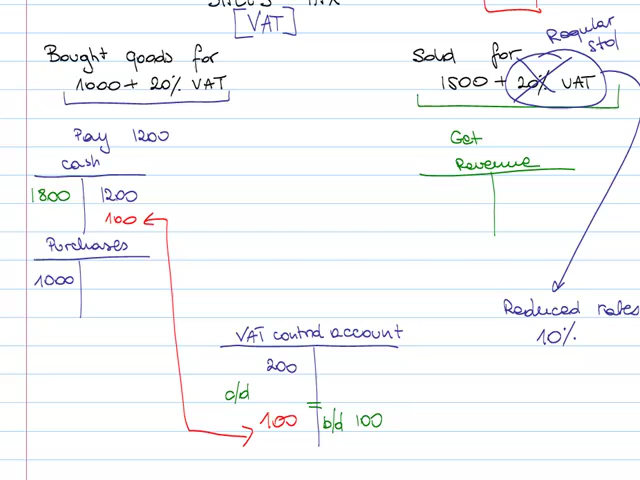 [VAT]
Bought goods for
1000 + 20% VAT
Sold for
1500 + 20% VAT
Regular
std
Pay 1200
cash
1800 1200
100
Purchases
1000
Get
Revenue
Reduced rates
10%
VAT control account
200
c/d
100 b/d 100